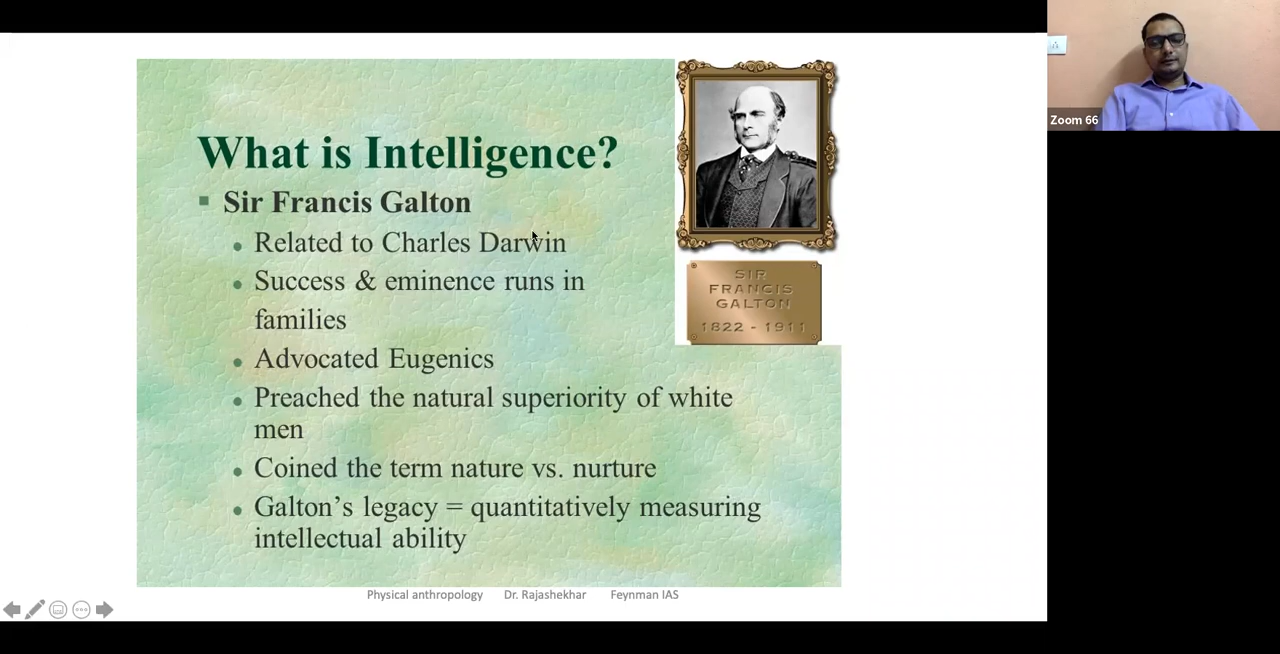 What is Intelligence?
Sir Francis Galton
Related to Charles Darwin
Success & eminence runs in
families
Advocated Eugenics
Preached the natural superiority of white
men
Coined the term nature vs. nurture
Galton’s legacy = quantitatively measuring
intellectual ability
SIR
FRANCIS
GALTON
1822 - 1911
Physical anthropology Dr. Rajashekhar Feynman IAS
Zoom 66